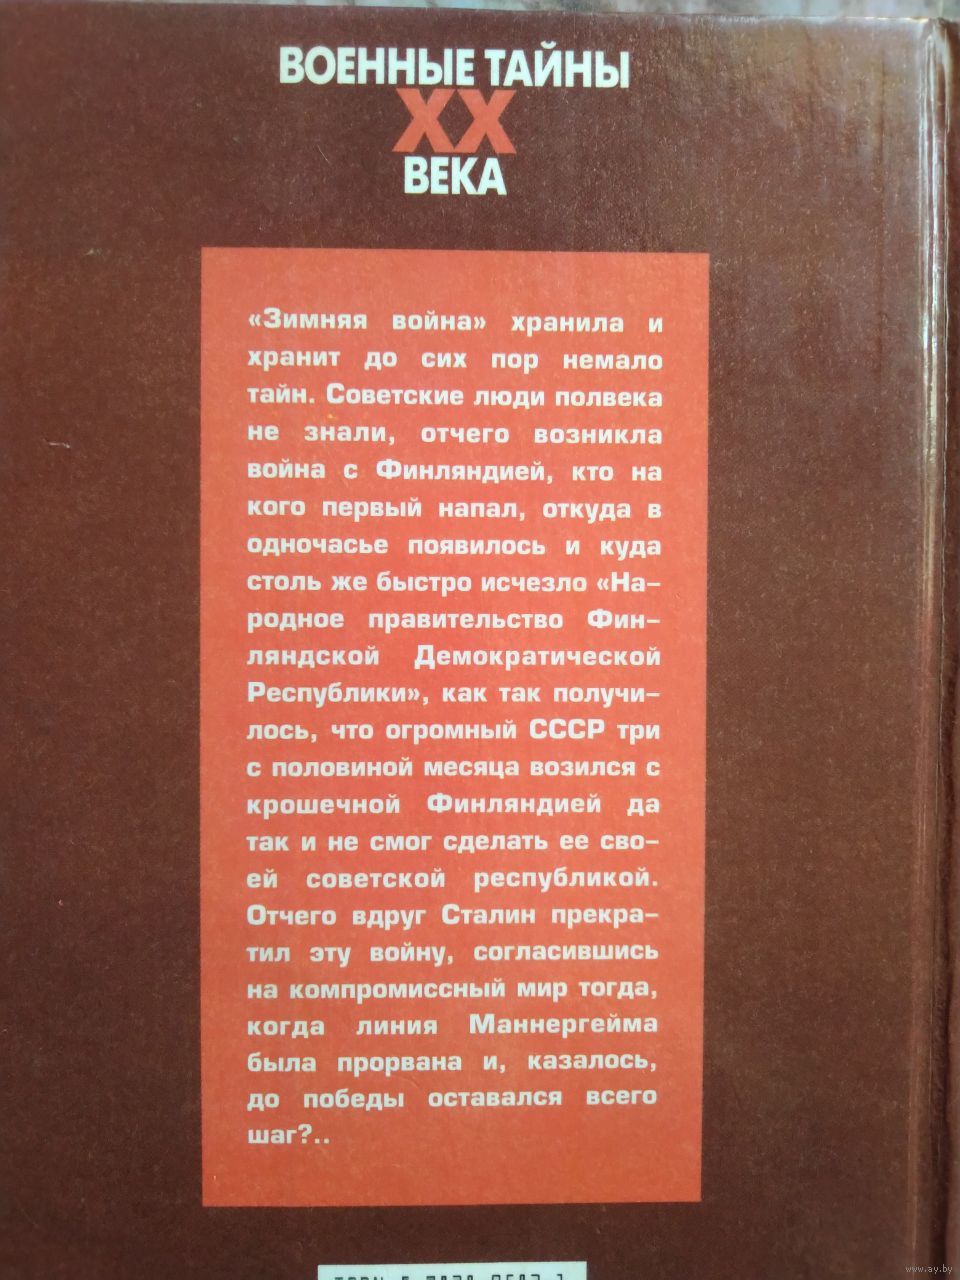 ВОЕННЫЕ ТАЙНЫ
XX
ВЕКА
«Зимняя война» хранила и
хранит до сих пор немало
тайн. Советские люди полвека
не знали, отчего возникла
война с Финляндией, кто на
кого первый напал, откуда в
одночасье появилось и куда
столь же быстро исчезло «На-
родное правительство Фин-
ляндской Демократической
Республики», как так получи-
лось, что огромный СССР три
с половиной месяца возился с
крошечной Финляндией да
так и не смог сделать ее сво-
ей советской республикой.
Отчего вдруг Сталин прекра-
тил эту войну, согласившись
на компромиссный мир тогда,
когда линия Маннергейма
была прорвана и, казалось,
до победы оставался всего
шаг?..
www.ay.by